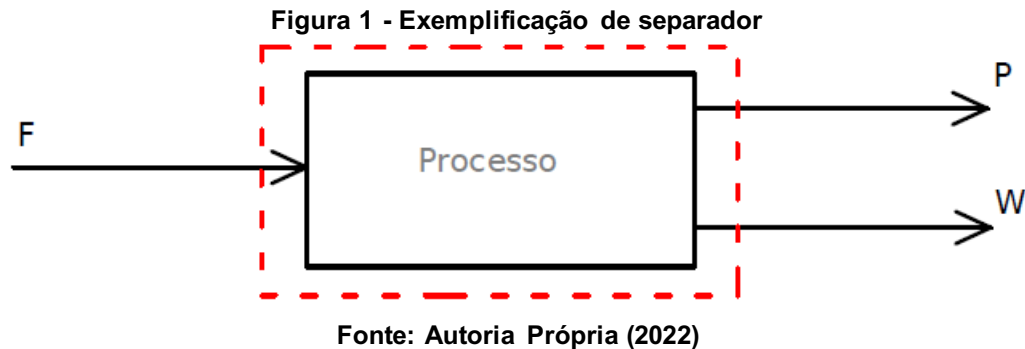 Figura 1 - Exemplificação de separador
P
F
Processo
W
Fonte: Autoria Própria (2022)